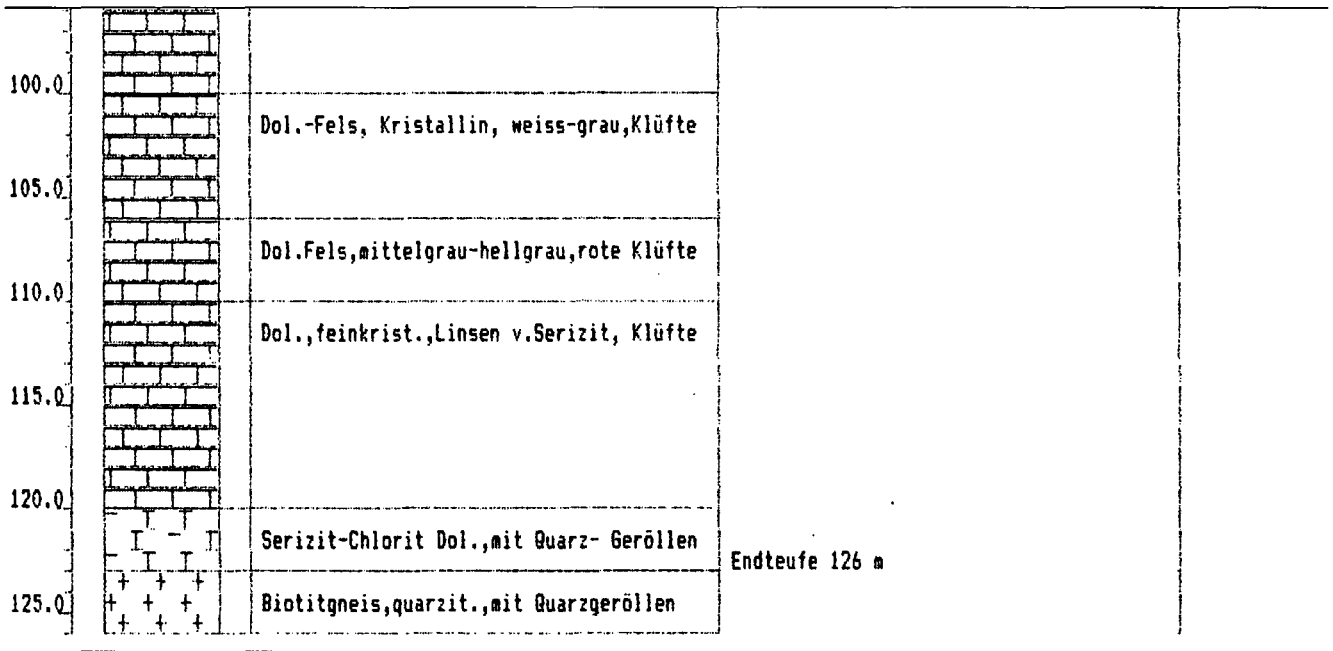 100.0
Dol.-Fels, Kristallin, weiss-grau,Klüfte
105.0
Dol.Fels,mittelgrau-hellgrau,rote Klüfte
110.0
Dol.,feinkrist.,Linsen v.Serizit, Klüfte
115.0
120.0
Serizit-Chlorit Dol.,mit Quarz- Geröllen
Endteufe 126 m
125.0
Biotitgneis,quarzit.,mit Quarzgeröllen